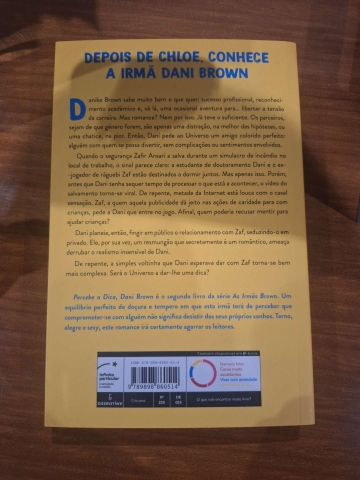 DEPOIS DE CHLOE, CONHECE
A IRMÃ DANI BROWN
Danika Brown sabe muito bem o que quer: sucesso profissional, reconheci-
mento académico e, vá lá, uma ocasional aventura para... libertar a tensão
da carreira. Mas romance? Nem por isso. Já teve o suficiente. Os parceiros,
sejam de que género forem, são apenas uma distração, na melhor das hipóteses, ou
uma chatice, na pior. Então, Dani pede ao Universo um amigo colorido perfeito:
alguém com quem se possa divertir, sem complicações ou sentimentos envolvidos.
Quando o segurança Zafir Ansari a salva durante um simulacro de incêndio no
local de trabalho, o sinal parece claro: a estudante de doutoramento Dani e o ex-
-jogador de râguebi Zaf estão destinados a dormir juntos. Mas apenas isso. Porém,
antes que Dani tenha sequer tempo de processar o que está a acontecer, o vídeo do
salvamento torna-se viral. De repente, metade da Internet está louca com o casal
sensação. Zaf, a quem aquela publicidade dá jeito nas ações de caridade para com
crianças, pede a Dani que entre no jogo. Afinal, quem poderia recusar mentir para
ajudar crianças?
Dani planeia, então, fingir em público o relacionamento com Zaf, seduzindo-o em
privado. Ele, por sua vez, um resmungão que secretamente é um romântico, ameaça
derrubar o realismo insensível de Dani.
De repente, a simples voltinha que Dani esperava dar com Zaf torna-se bem
mais complexa. Será o Universo a dar-lhe uma dica?
Percebe a Dica, Dani Brown é o segundo livro da série As Irmãs Brown. Um
equilíbrio perfeito de doçura e tempero em que esta irmã terá de perceber que
comprometer-se com alguém não significa desistir dos seus próprios sonhos. Terno,
alegre e sexy, este romance irá certamente agarrar os leitores.
infinito
particular
9789898860514